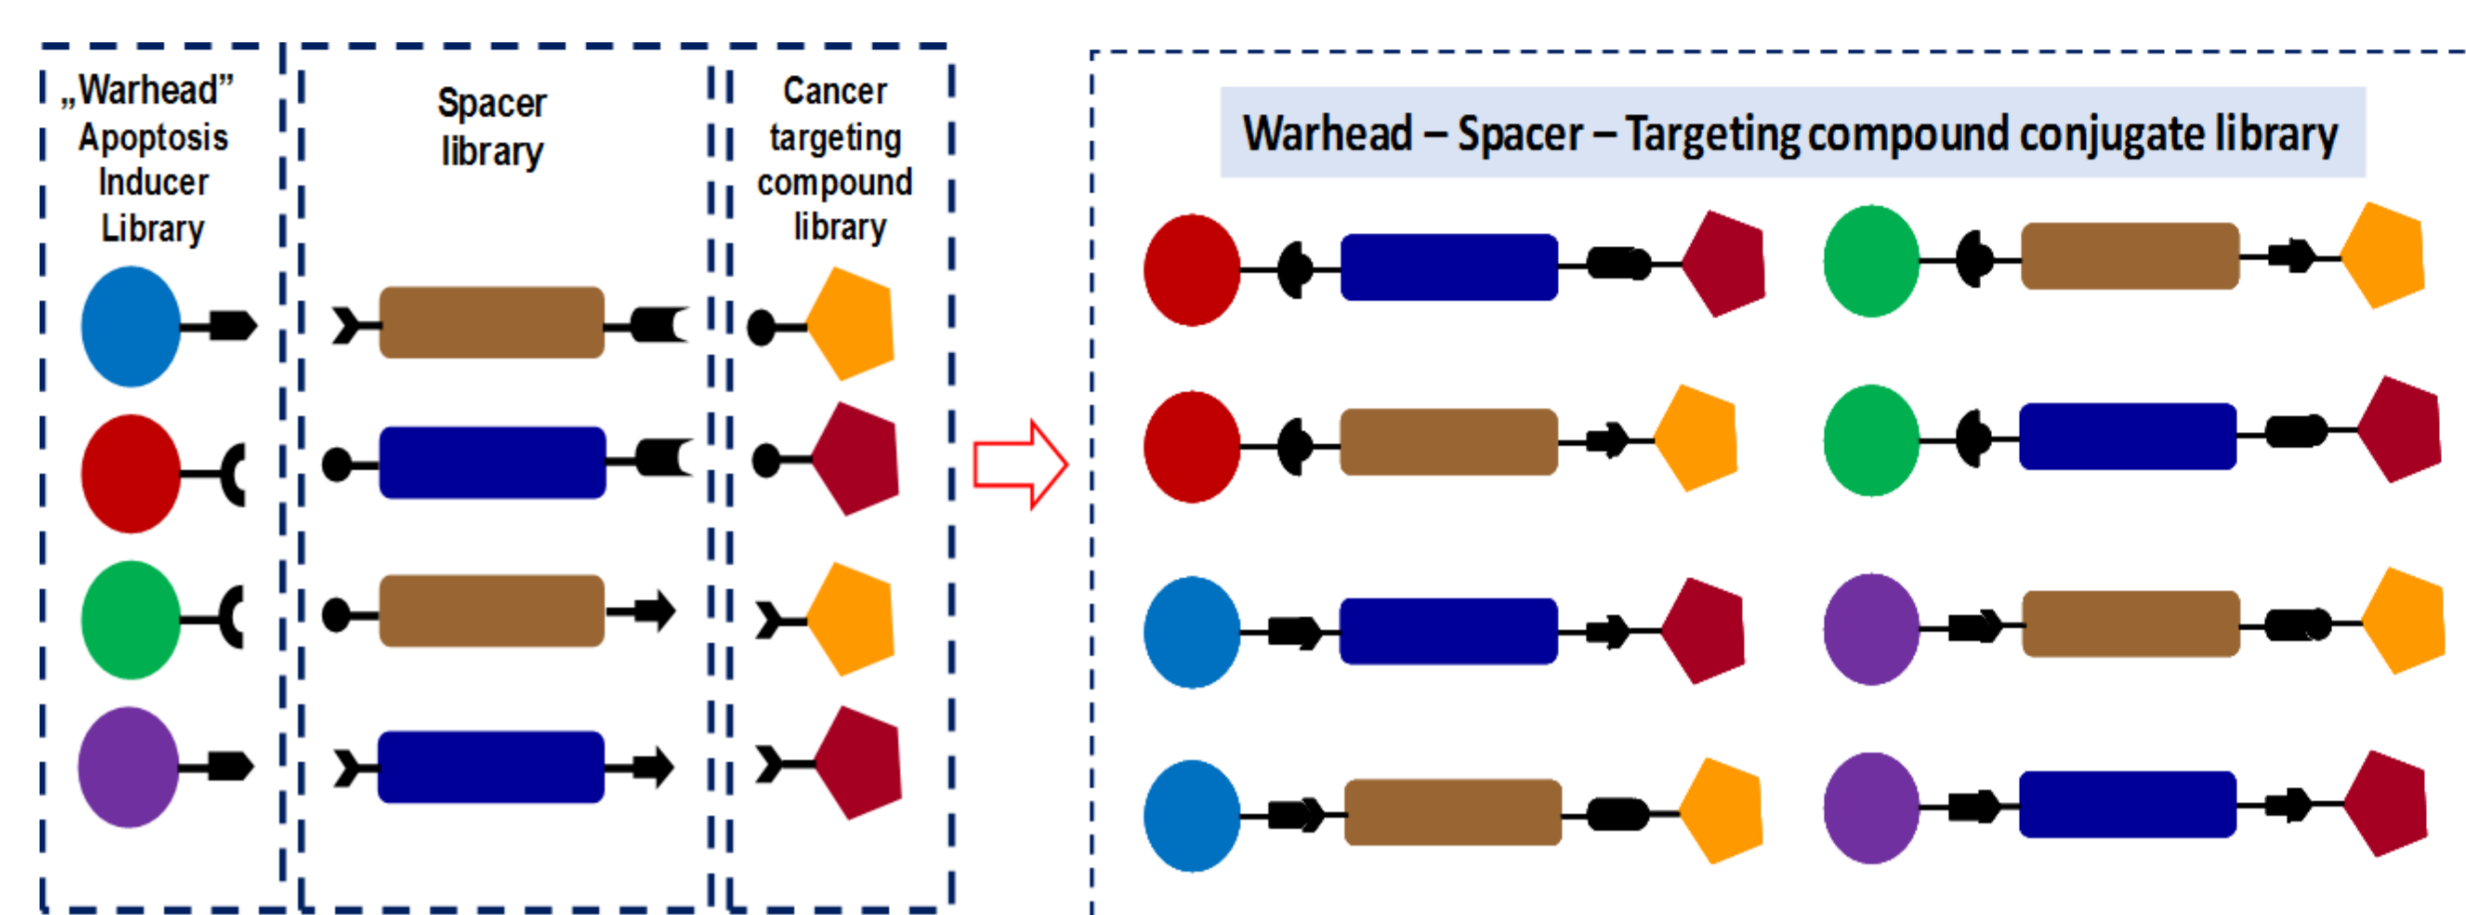 „Warhead”
Apoptosis
Inducer
Library
Spacer
library
Cancer
targeting
compound
library
Warhead – Spacer – Targeting compound conjugate library